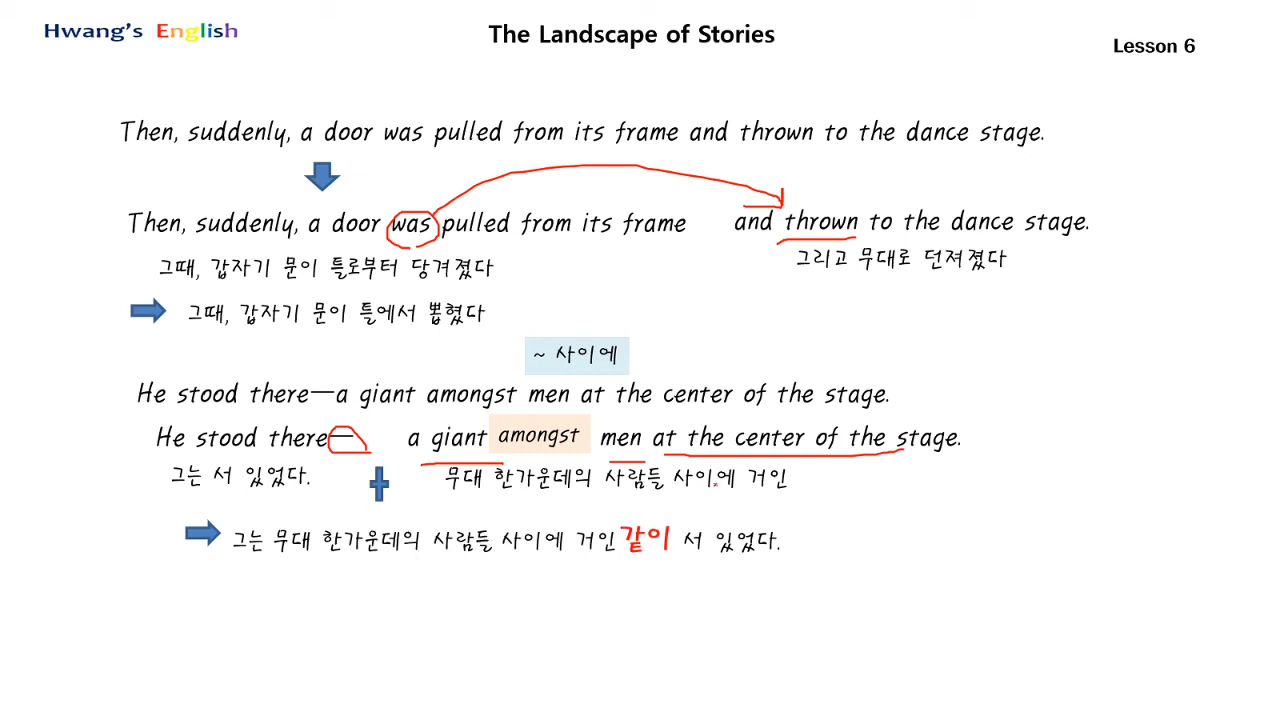 Hwang's English
The Landscape of Stories
Lesson 6
Then, suddenly, a door was pulled from its frame and thrown to the dance stage.
Then, suddenly, a door was pulled from its frame and thrown to the dance stage.
그때, 갑자기 문이 틀로부터 당겨졌다 그리고 무대로 던져졌다
그때, 갑자기 문이 틀에서 뽑혔다
~ 사이에
He stood there—a giant amongst men at the center of the stage.
He stood there— a giant amongst men at the center of the stage.
그는 서 있었다. 무대 한가운데의 사람들 사이에 거인
그는 무대 한가운데의 사람들 사이에 거인같이 서 있었다.